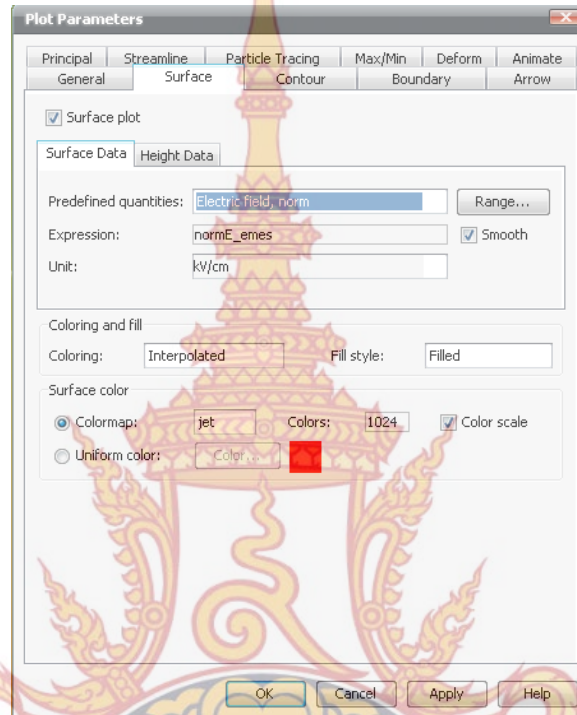 Plot Parameters
Principal Streamline Particle Tracing Max/Min Deform Animate
General Surface Contour Boundary Arrow
Surface plot
Surface Data Height Data
Predefined quantities: Electric field, norm Range...
Expression: normE_emes Smooth
Unit: kV/cm
Coloring and fill
Coloring: Interpolated Fill style: Filled
Surface color
Colormap: jet Colors: 1024 Color scale
Uniform color: Color...
OK Cancel Apply Help